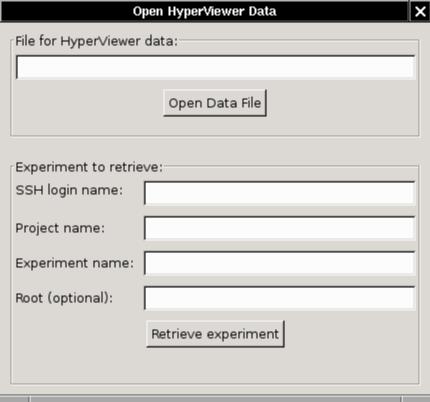 Open HyperViewer Data
File for HyperViewer data:
Open Data File
Experiment to retrieve:
SSH login name:
Project name:
Experiment name:
Root (optional):
Retrieve experiment